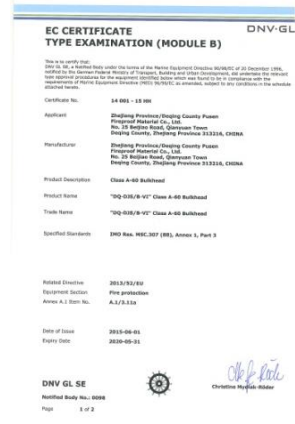 EC CERTIFICATE
TYPE EXAMINATION (MODULE B)
DNV·GL
This is to certify that:
DNV GL SE, a Notified Body under the terms of the Marine Equipment Directive 96/98/EC of 20 December 1996,
notified by the German Federal Ministry of Transport, Building and Urban Development, did undertake the relevant
type approval procedures for the equipment identified below which was found to be in compliance with the
requirements of Marine Equipment Directive (MED) 96/98/EC as amended, subject to any conditions in the schedule
attached hereto.
Certificate No. 14 001 - 15 HH
Applicant Zhejiang Province/Deqing County Pusen
Fireproof Material Co., Ltd.
No. 25 Beijiao Road, Qianyuan Town
Deqing County, Zhejiang Province 313216, CHINA
Manufacturer Zhejiang Province/Deqing County Pusen
Fireproof Material Co., Ltd.
No. 25 Beijiao Road, Qianyuan Town
Deqing County, Zhejiang Province 313216, CHINA
Product Description Class A-60 Bulkhead
Product Name Class A-60 Bulkhead
Trade Name Class A-60 Bulkhead
Specified Standards IMO Res. MSC.307 (88), Annex 1, Part 3
Related Directive 2013/52/EU
Equipment Section Fire protection
Annex A.1 Item No. A.1/3.11a
Date of Issue 2015-06-01
Expiry Date 2020-05-31
DNV GL SE
Notified Body No.: 0098
Page 1 of 2
Christine